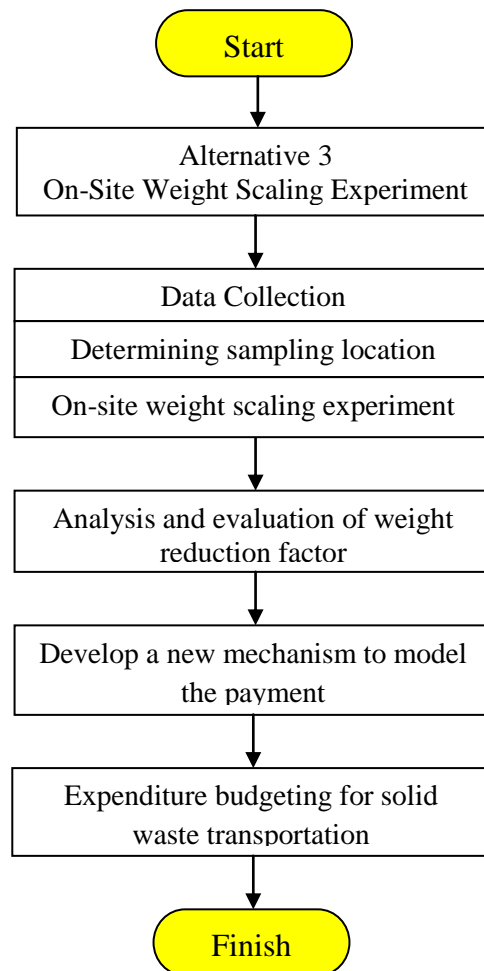 Start
Alternative 3
On-Site Weight Scaling Experiment
Data Collection
Determining sampling location
On-site weight scaling experiment
Analysis and evaluation of weight
reduction factor
Develop a new mechanism to model
the payment
Expenditure budgeting for solid
waste transportation
Finish